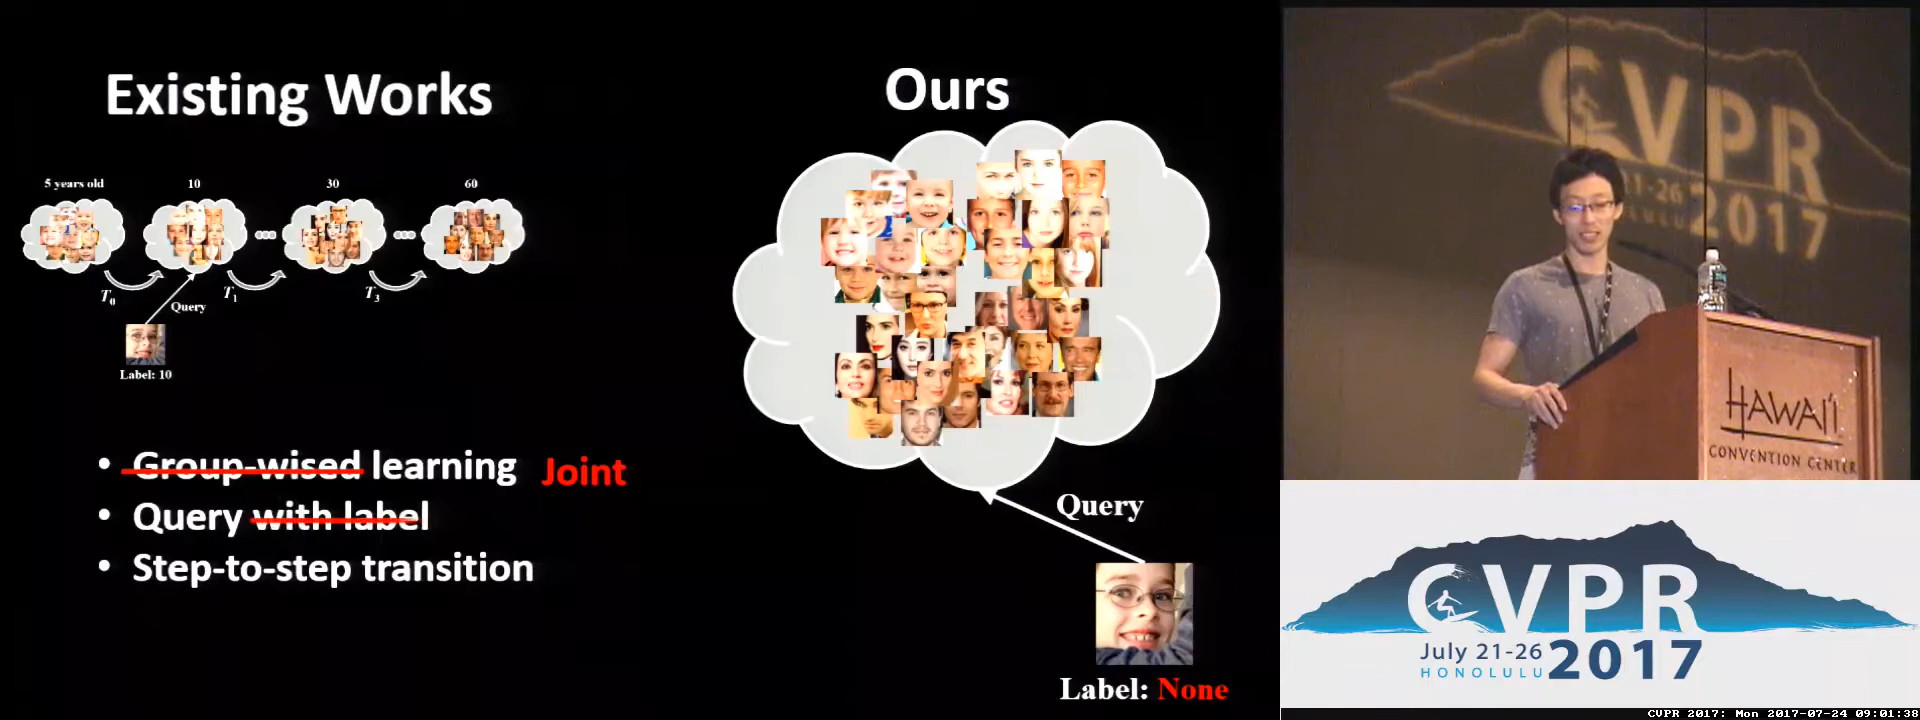 Existing Works
5 years old
10
30
60
T0
T1
T3
Query
Label: 10
• Group-wised learning Joint
• Query with label
• Step-to-step transition
Ours
Query
Label: None
CVPR
21-26
2017
HAWAI'I
CONVENTION CENTER
CVPR
July 21-26
HONOLULU
2017
CVPR 2017: Mon 2017-07-24 09:01:38